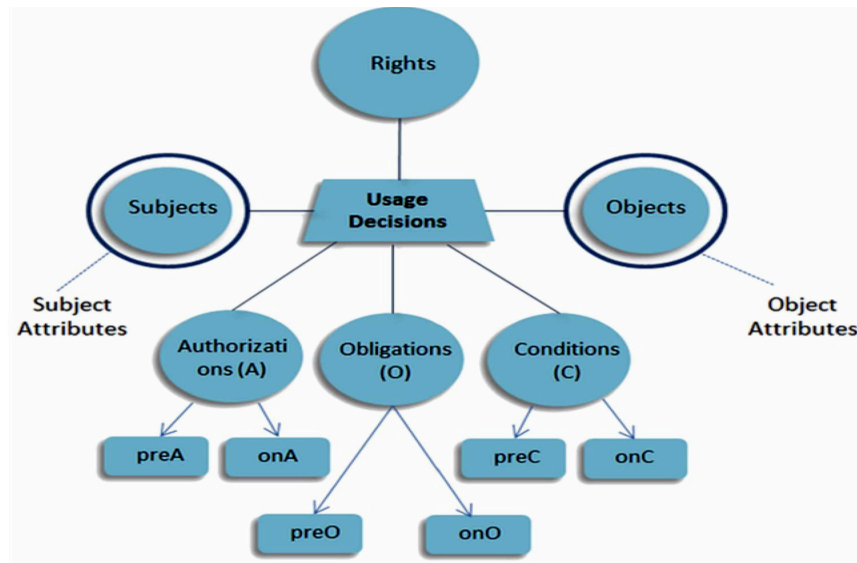 Rights
Usage
Decisions
Subjects
Objects
Subject
Attributes
Object
Attributes
Authorizati
ons (A)
Obligations
(O)
Conditions
(C)
preA
onA
preC
onC
preO
onO